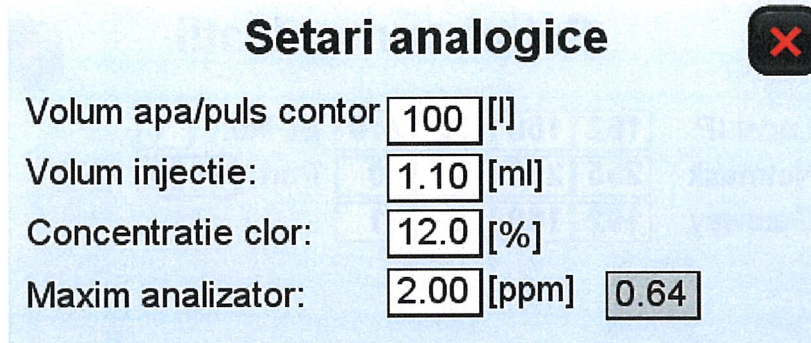 Setari analogice
Volum apa/puls contor 100 [l]
Volum injectie: 1.10 [ml]
Concentratie clor: 12.0 [%]
Maxim analizator: 2.00 [ppm] 0.64